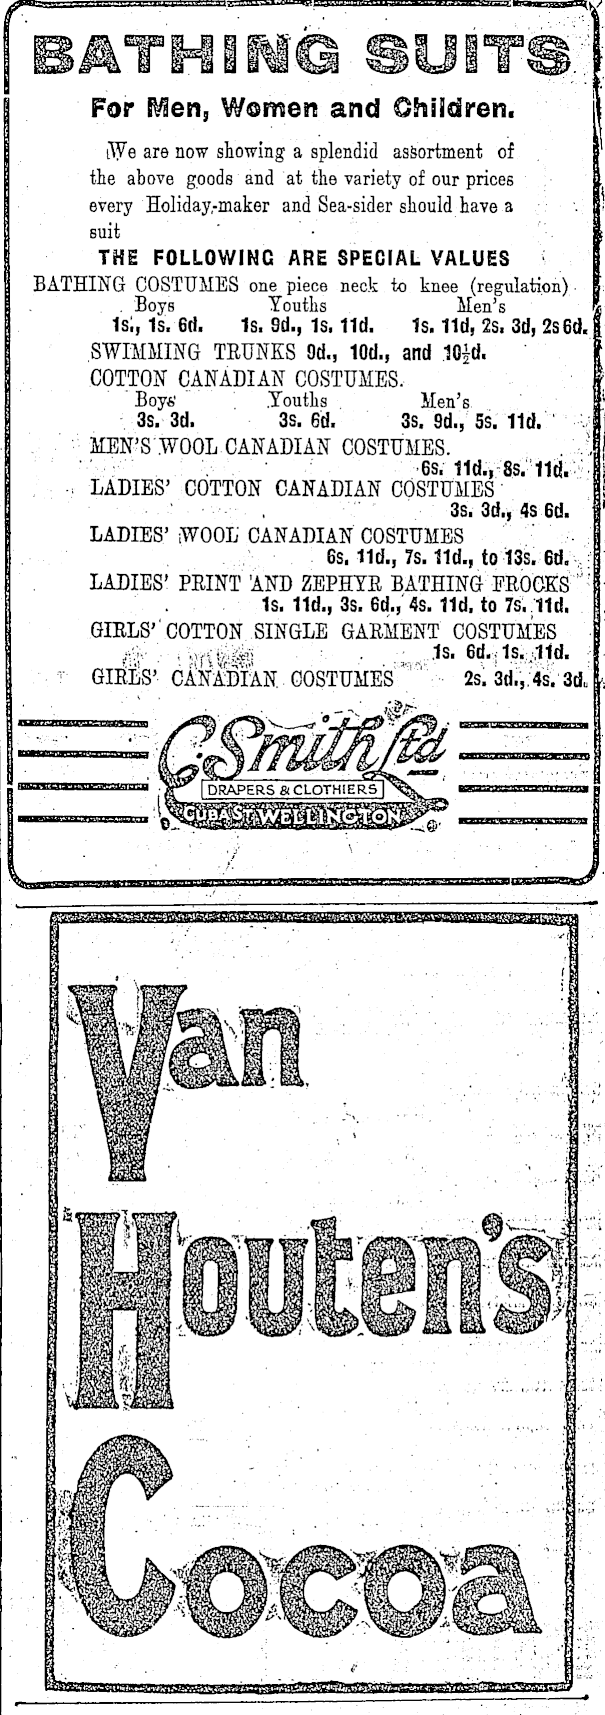 BATHING SUITS
For Men, Women and Children.
We are now showing a splendid assortment of
the above goods and at the variety of our prices
every Holiday-maker and Sea-sider should have a
suit
THE FOLLOWING ARE SPECIAL VALUES
BATHING COSTUMES one piece neck to knee (regulation)
Boys Youths Men's
1s., 1s. 6d. 1s. 9d., 1s. 11d. 1s. 11d, 2s. 3d, 2s 6d.
SWIMMING TRUNKS 9d., 10d., and 10½d.
COTTON CANADIAN COSTUMES.
Boys Youths Men's
3s. 3d. 3s. 6d. 3s. 9d., 5s. 11d.
MEN'S WOOL CANADIAN COSTUMES.
6s. 11d., 8s. 11d.
LADIES' COTTON CANADIAN COSTUMES
3s. 3d., 4s 6d.
LADIES' WOOL CANADIAN COSTUMES
6s. 11d., 7s. 11d., to 13s. 6d.
LADIES' PRINT AND ZEPHYR BATHING FROCKS
1s. 11d., 3s. 6d., 4s. 11d. to 7s. 11d.
GIRLS' COTTON SINGLE GARMENT COSTUMES
1s. 6d. 1s. 11d.
GIRLS' CANADIAN COSTUMES 2s. 3d., 4s. 3d.
C. Smith Ltd
DRAPERS & CLOTHIERS
CUBA ST WELLINGTON
Van
Houten's
Cocoa